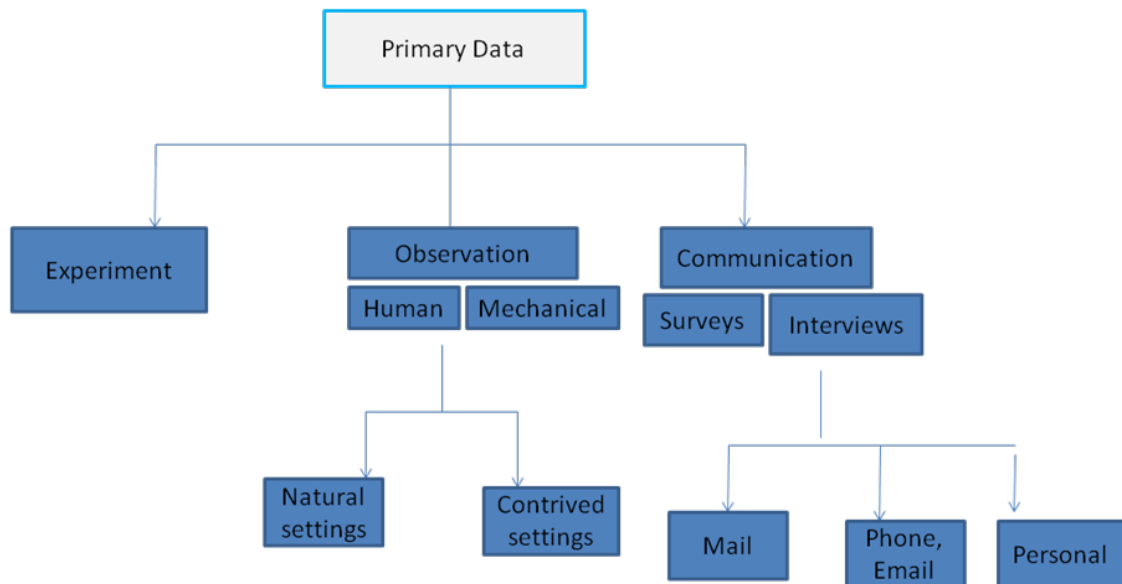 Primary Data
Experiment
Observation
Communication
Human
Mechanical
Surveys
Interviews
Natural
settings
Contrived
settings
Mail
Phone,
Email
Personal